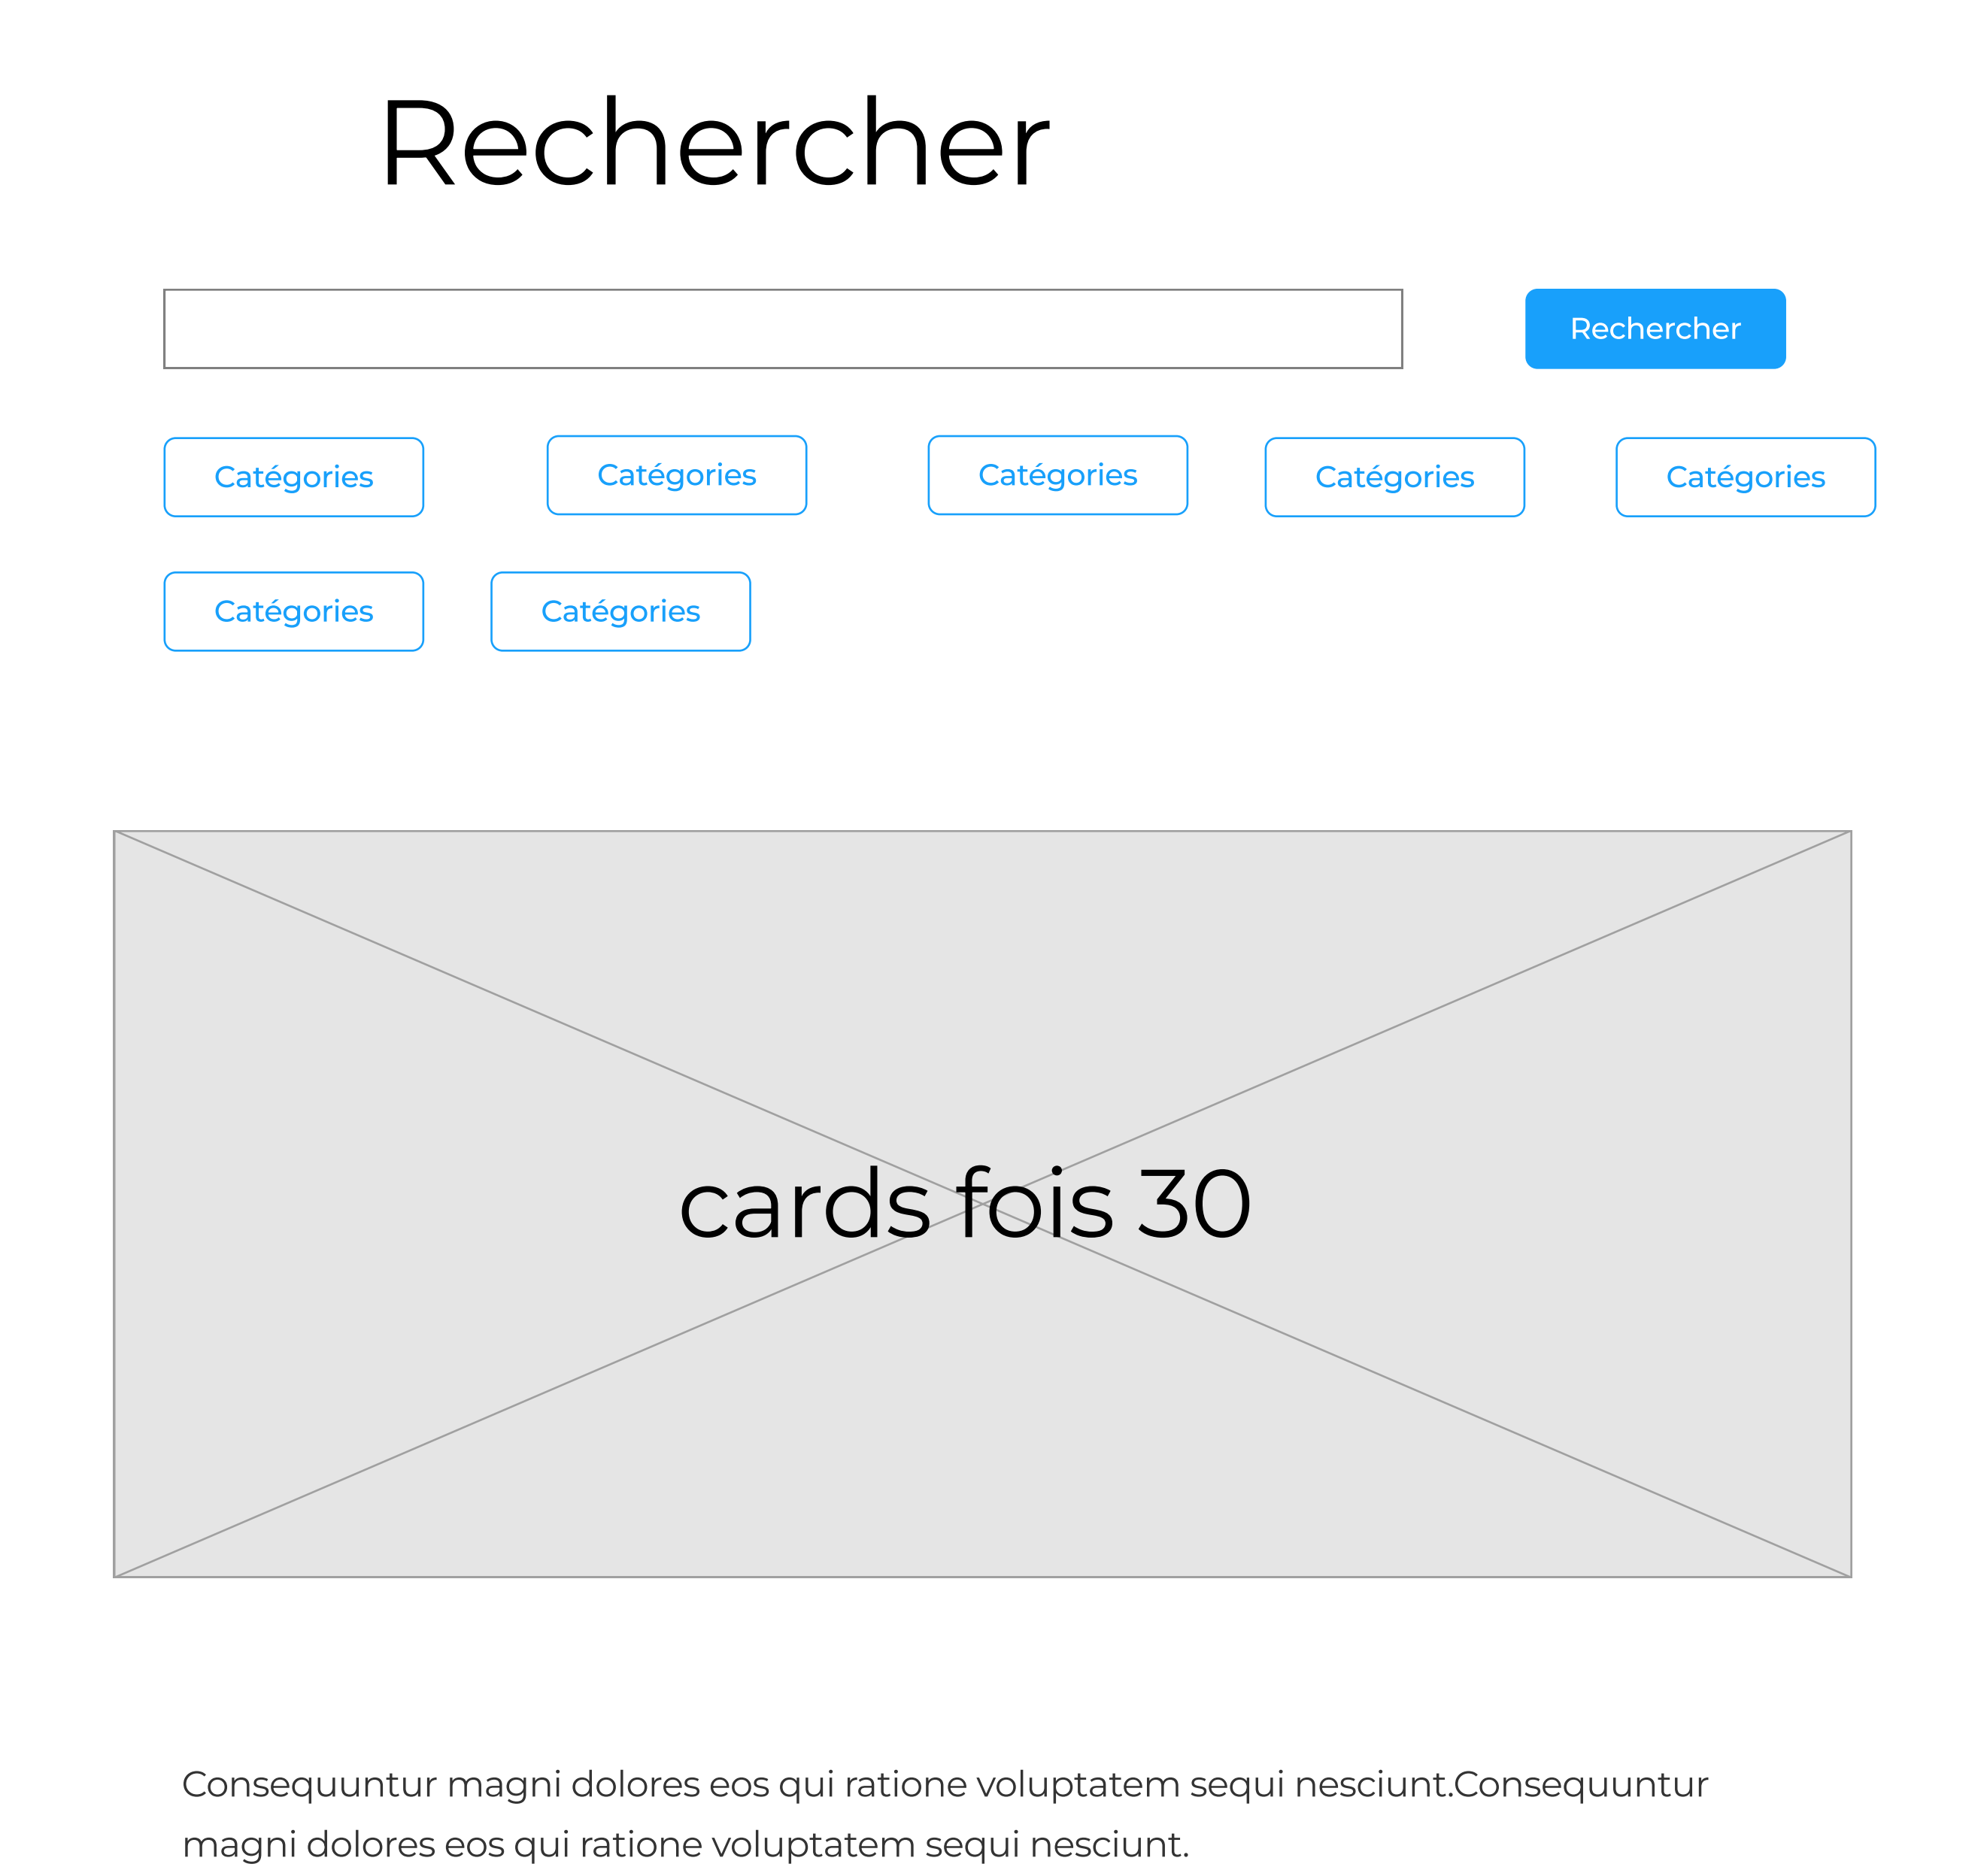 Rechercher
Rechercher
Catégories
Catégories
Catégories
Catégories
Catégories
Catégories
Catégories
cards fois 30
Consequuntur magni dolores eos qui ratione voluptatem sequi nesciunt.Consequuntur
magni dolores eos qui ratione voluptatem sequi nesciunt.